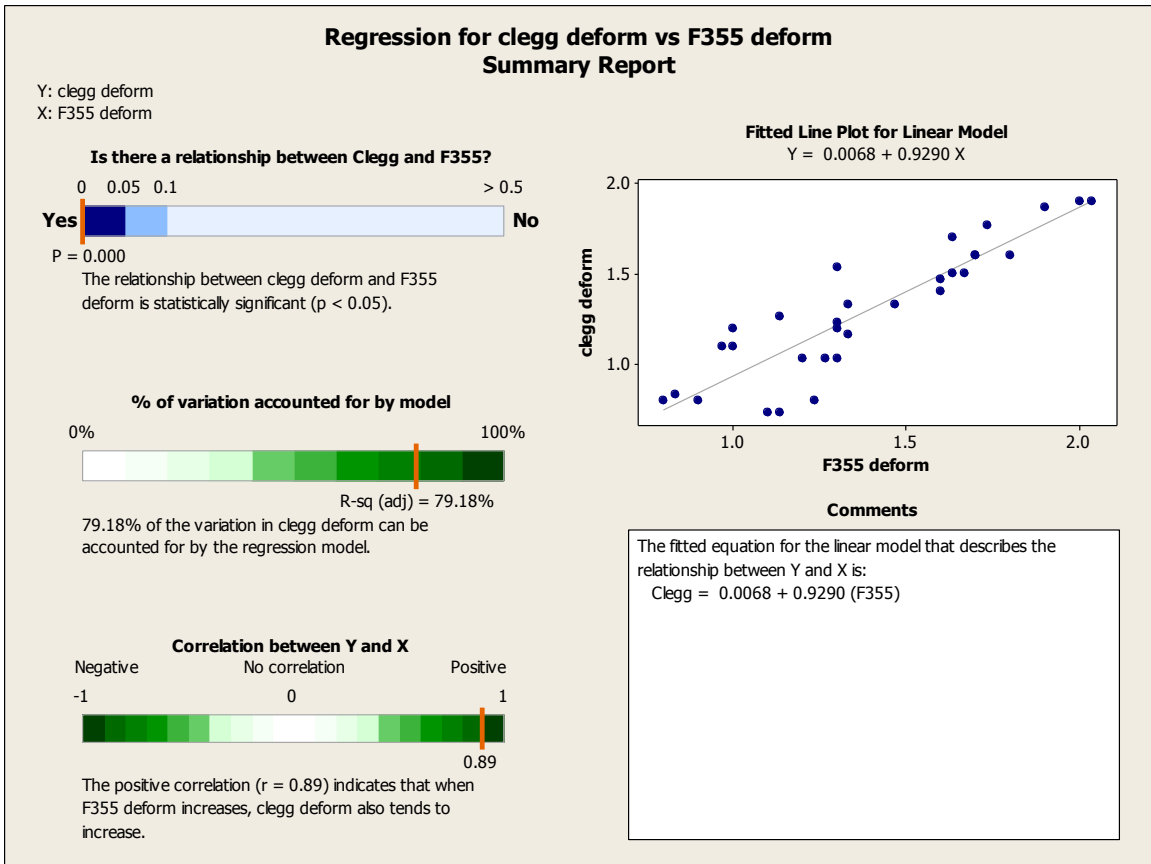 Regression for clegg deform vs F355 deform
Summary Report
Y: clegg deform
X: F355 deform
Is there a relationship between Clegg and F355?
0 0.05 0.1 > 0.5
Yes No
P = 0.000
The relationship between clegg deform and F355
deform is statistically significant (p < 0.05).
% of variation accounted for by model
0% 100%
R-sq (adj) = 79.18%
79.18% of the variation in clegg deform can be
accounted for by the regression model.
Correlation between Y and X
Negative No correlation Positive
-1 0 1
0.89
The positive correlation (r = 0.89) indicates that when
F355 deform increases, clegg deform also tends to
increase.
Fitted Line Plot for Linear Model
Y = 0.0068 + 0.9290 X
2.0
1.5
1.0
clegg deform
1.0 1.5 2.0
F355 deform
Comments
The fitted equation for the linear model that describes the
relationship between Y and X is:
Clegg = 0.0068 + 0.9290 (F355)